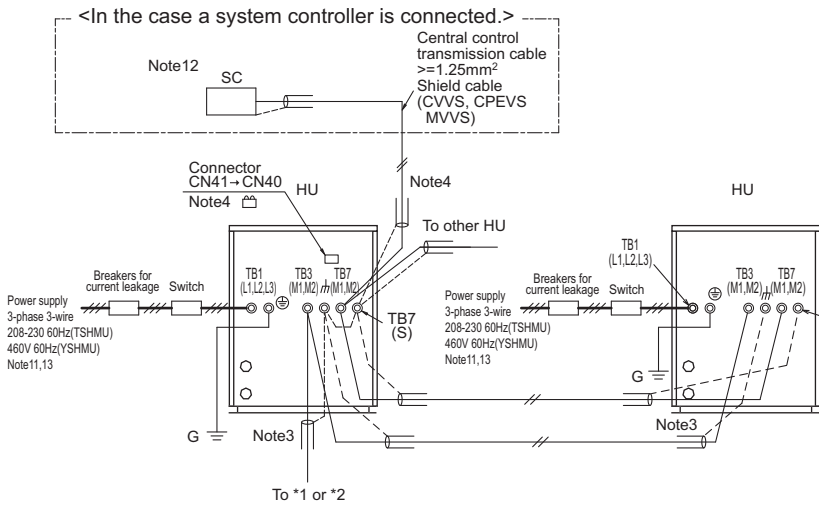 <In the case a system controller is connected.>
Note12
SC
Central control
transmission cable
>=1.25mm²
Shield cable
(CVVS, CPEVS
MVVS)
Connector
CN41→CN40
Note4
HU
Note4
To other HU
HU
TB1
(L1,L2,L3)
TB3
(M1,M2)
TB7
(M1,M2)
Breakers for
current leakage
Switch
Power supply
3-phase 3-wire
208-230 60Hz(TSHMU)
460V 60Hz(YSHMU)
Note11,13
TB7
(S)
G
Note3
To *1 or *2
TB1
(L1,L2,L3)
TB3
(M1,M2)
TB7
(M1,M2)
Breakers for
current leakage
Switch
Power supply
3-phase 3-wire
208-230 60Hz(TSHMU)
460V 60Hz(YSHMU)
Note11,13
G
Note3